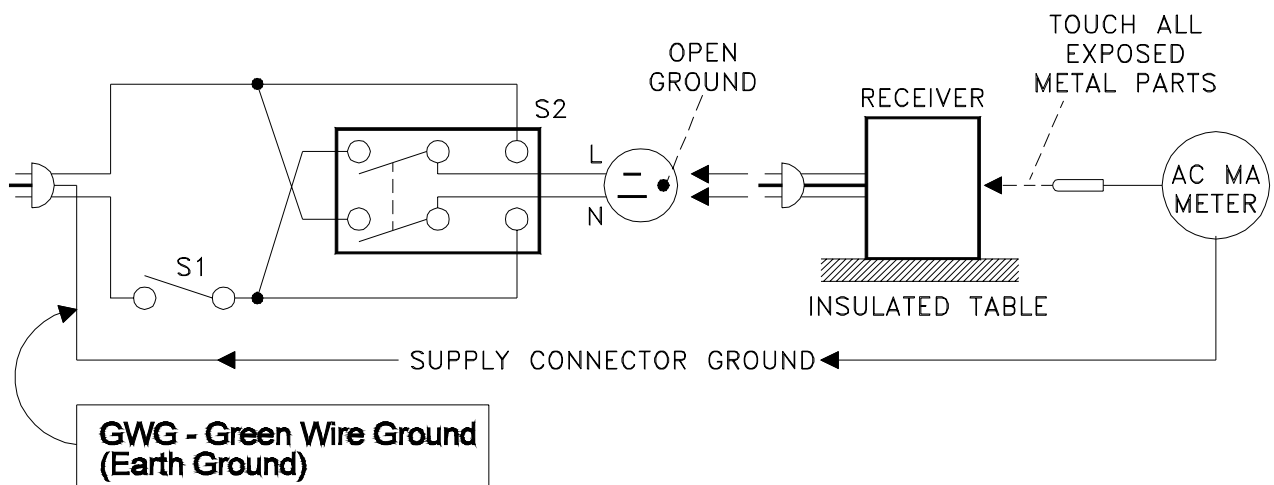 TOUCH ALL
EXPOSED
METAL PARTS
OPEN
GROUND
RECEIVER
S2
L
N
AC MA
METER
S1
INSULATED TABLE
SUPPLY CONNECTOR GROUND
GWG - Green Wire Ground
(Earth Ground)